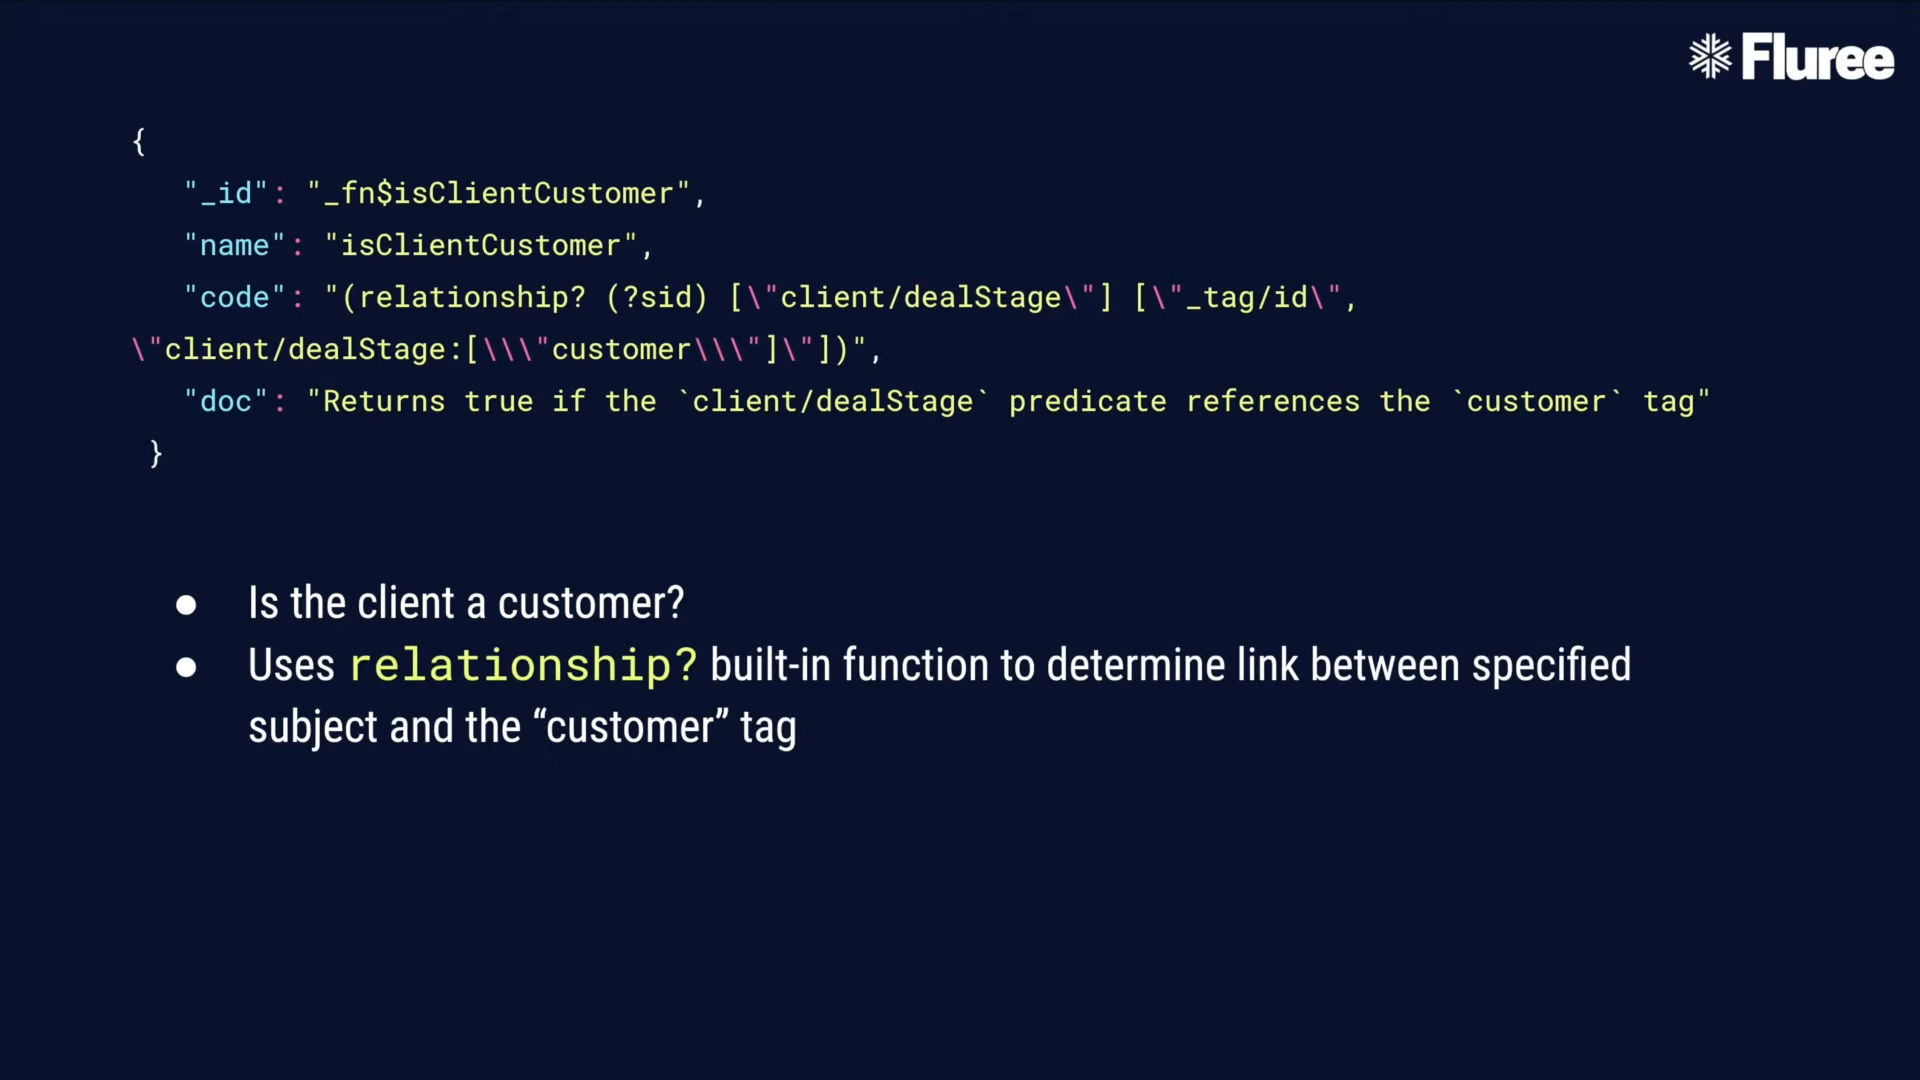 Fluree
{
"_id": "_fn$isClientCustomer",
"name": "isClientCustomer",
"code": "(relationship? (?sid) [\"client/dealStage\"] [\"_tag/id\",
\"client/dealStage:[\\\"customer\\\"]\"])",
"doc": "Returns true if the `client/dealStage` predicate references the `customer` tag"
}
● Is the client a customer?
● Uses relationship? built-in function to determine link between specified
subject and the “customer” tag